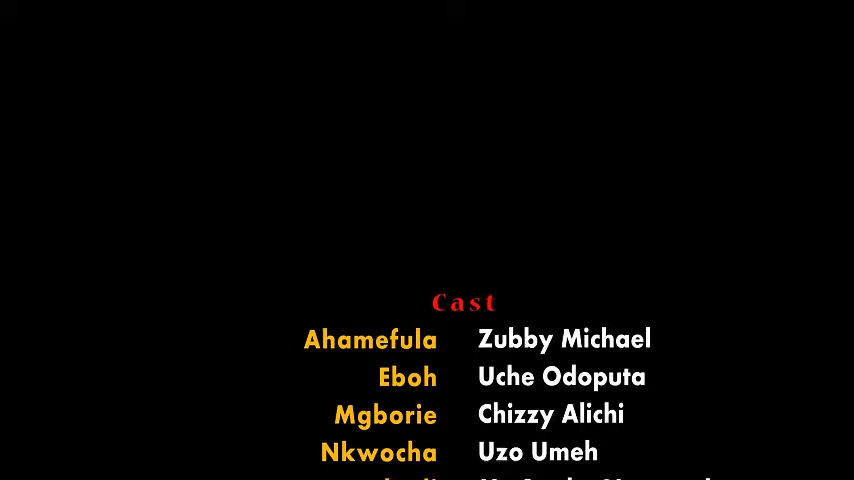 Cast
Ahamefula Zubby Michael
Eboh Uche Odoputa
Mgborie Chizzy Alichi
Nkwocha Uzo Umeh